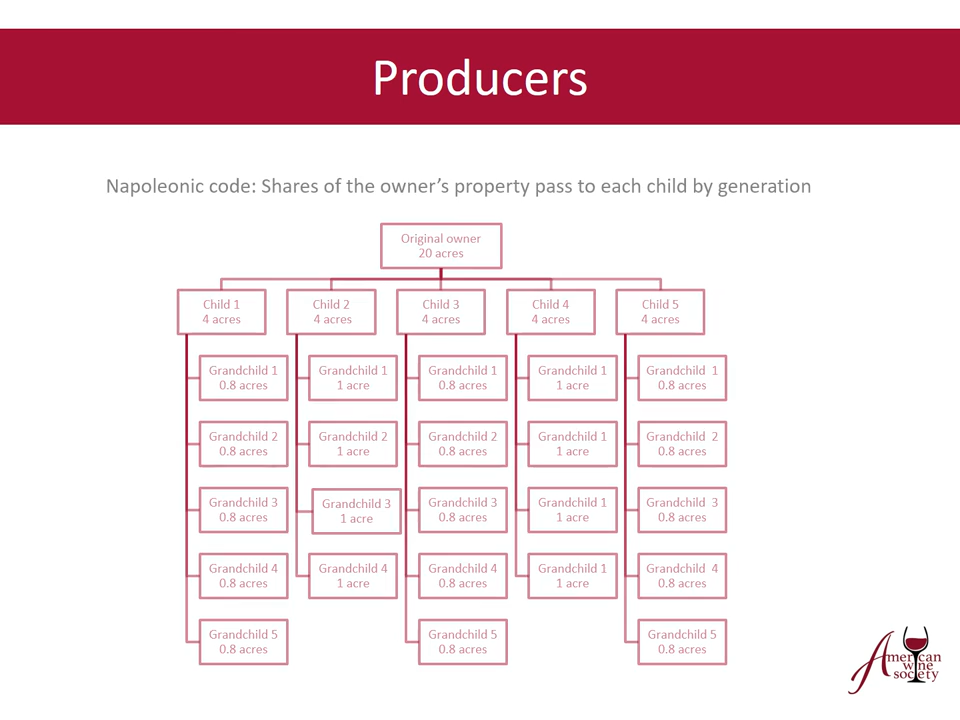 Producers
Napoleonic code: Shares of the owner's property pass to each child by generation
Original owner
20 acres
Child 1
4 acres
Child 2
4 acres
Child 3
4 acres
Child 4
4 acres
Child 5
4 acres
Grandchild 1
0.8 acres
Grandchild 1
1 acre
Grandchild 1
0.8 acres
Grandchild 1
1 acre
Grandchild 1
0.8 acres
Grandchild 2
0.8 acres
Grandchild 2
1 acre
Grandchild 2
0.8 acres
Grandchild 1
1 acre
Grandchild 2
0.8 acres
Grandchild 3
0.8 acres
Grandchild 3
1 acre
Grandchild 3
0.8 acres
Grandchild 1
1 acre
Grandchild 3
0.8 acres
Grandchild 4
0.8 acres
Grandchild 4
1 acre
Grandchild 4
0.8 acres
Grandchild 1
1 acre
Grandchild 4
0.8 acres
Grandchild 5
0.8 acres
Grandchild 5
0.8 acres
Grandchild 5
0.8 acres
American
wine
society